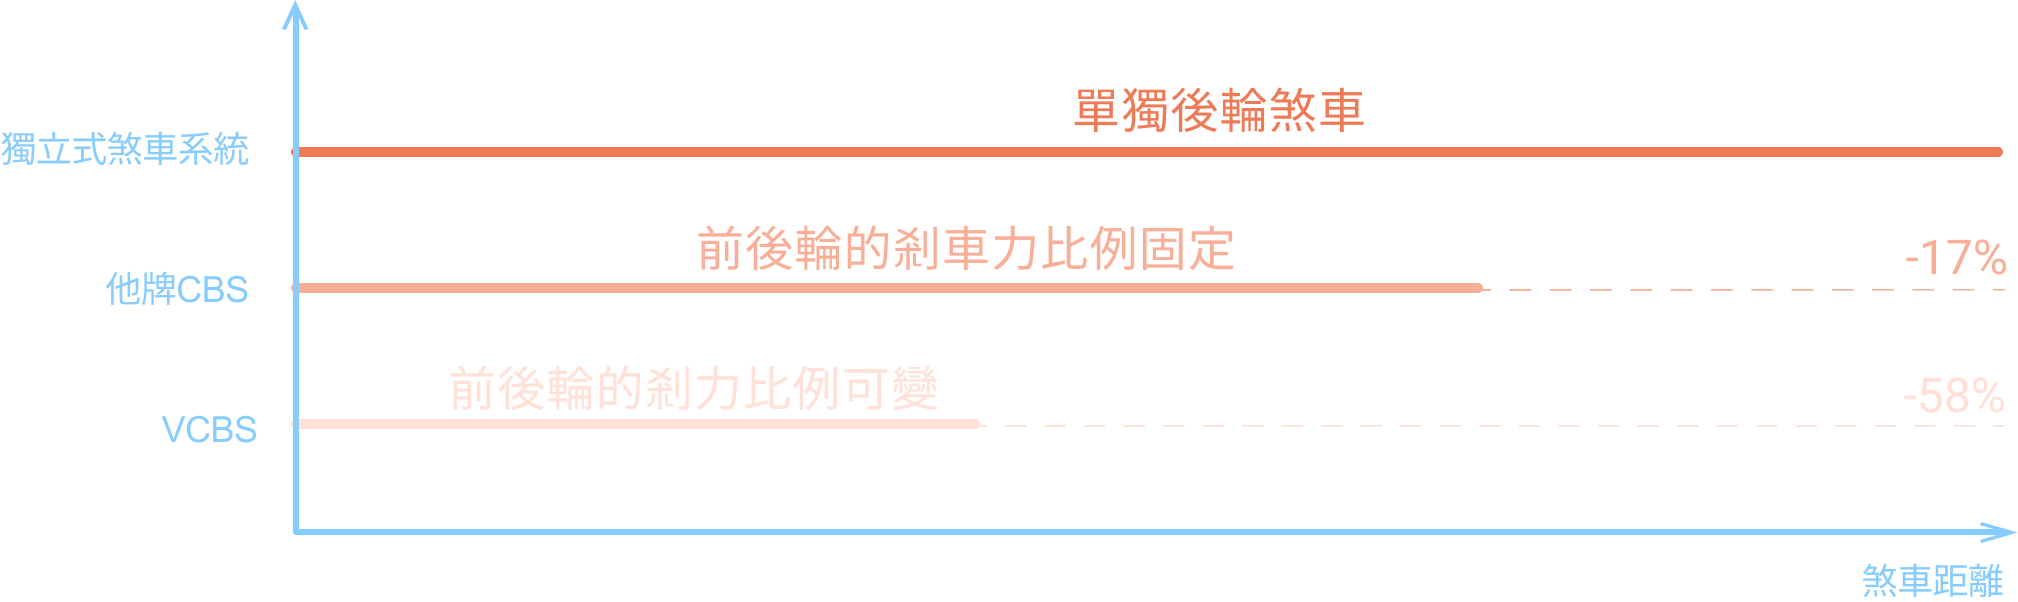 單獨後輪煞車
獨立式煞車系統
前後輪的剎車力比例固定
-17%
他牌CBS
前後輪的剎力比例可變
-58%
VCBS
煞車距離